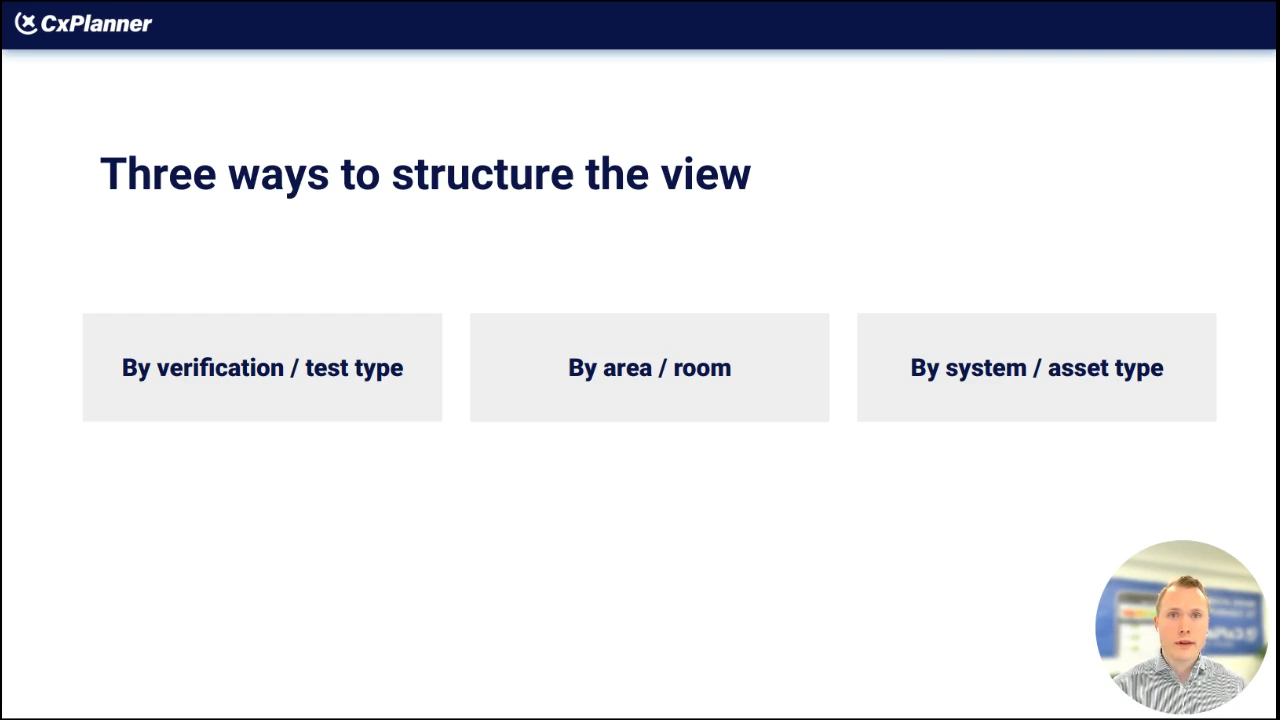 CxPlanner
Three ways to structure the view
By verification / test type
By area / room
By system / asset type